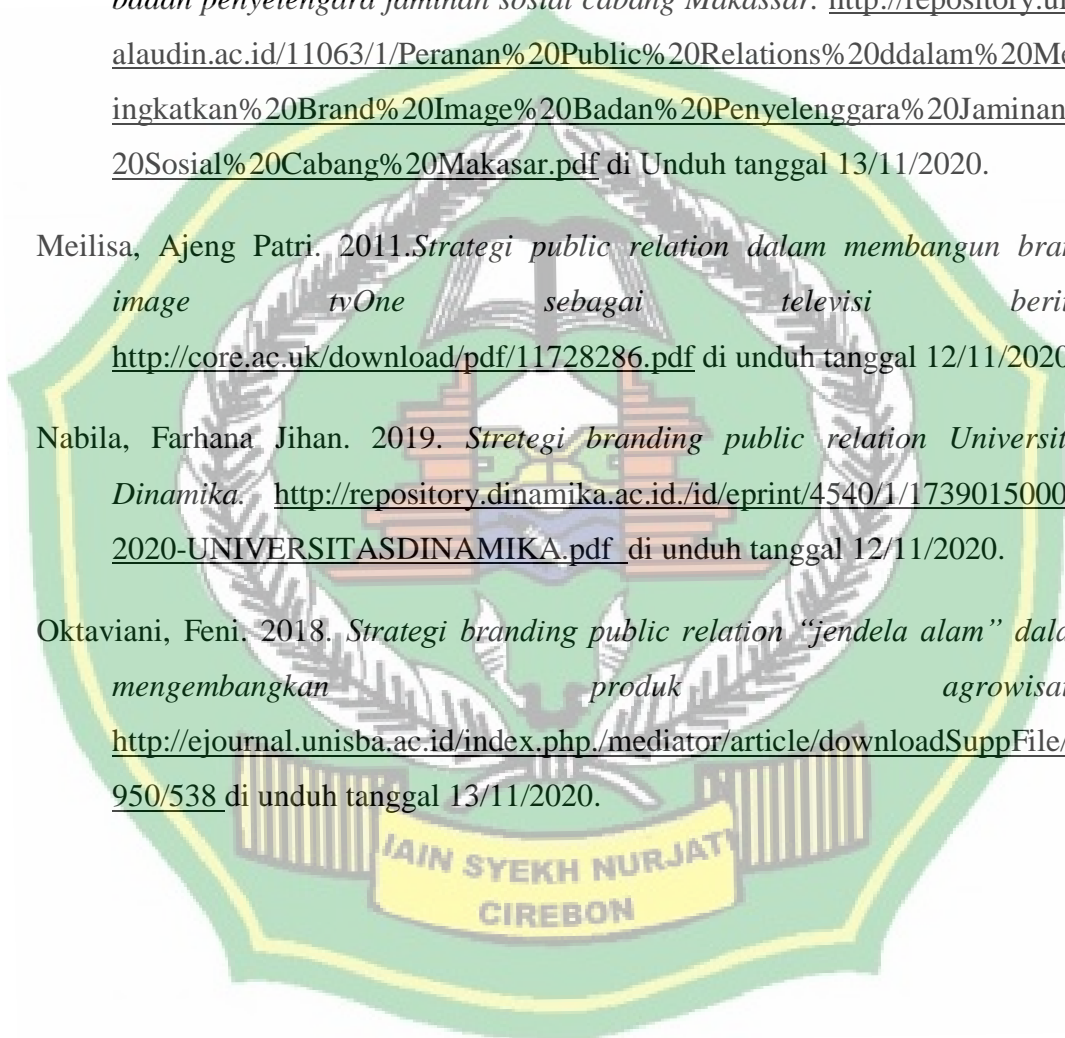 badan penyelengara jaminan sosial cabang Makassar.
alaudin.ac.id/11063/1/Peranan%20Public%20Relations%20ddalam%20Me
ingkatkan%20Brand%20Image%20Badan%20Penyelenggara%20Jaminan
20Sosial%20Cabang%20Makasar.pdf di Unduh tanggal 13/11/2020.
Meilisa, Ajeng Patri. 2011.Strategi public relation dalam membangun bran
image tvOne sebagai televisi beri
http://core.ac.uk/download/pdf/11728286.pdf di unduh tanggal 12/11/2020
Nabila, Farhana Jihan. 2019. Stretegi branding public relation Universit
Dinamika. http://repository.dinamika.ac.id./id/eprint/4540/1/1739015000
2020-UNIVERSITASDINAMIKA.pdf di unduh tanggal 12/11/2020.
Oktaviani, Feni. 2018. Strategi branding public relation “jendela alam” dala
mengembangkan produk agrowisat
http://ejournal.unisba.ac.id/index.php./mediator/article/downloadSuppFile/
950/538 di unduh tanggal 13/11/2020.
IAIN SYEKH NURJATI
CIREBON